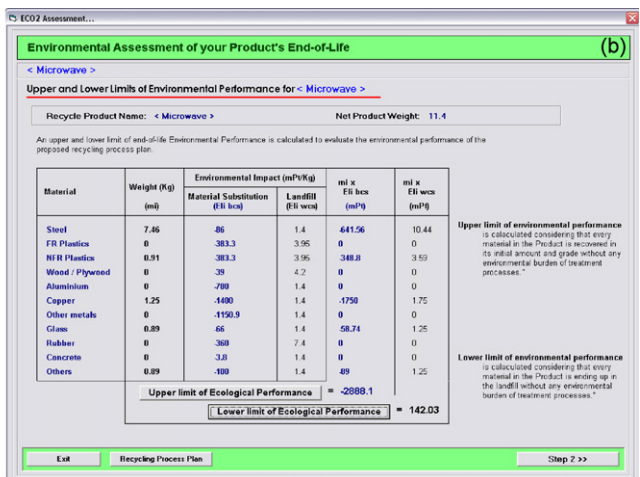 ECO2 Assessment...
Environmental Assessment of your Product's End-of-Life (b)
< Microwave >
Upper and Lower Limits of Environmental Performance for < Microwave >
Recycle Product Name: < Microwave > Net Product Weight: 11.4
An upper and lower limit of end-of-life Environmental Performance is calculated to evaluate the environmental performance of the
proposed recycling process plan.
Material Weight (Kg) (mi) Environmental Impact (mPt/Kg) mi x Eli bcs (mPt) mi x Eli wcs (mPt)
Material Substitution (Eli bcs) Landfill (Eli wcs)
Steel 7.46 -86 1.4 -641.56 10.44
FR Plastics 0 -383.3 3.95 0 0
NFR Plastics 0.91 -383.3 3.95 348.8 3.59
Wood / Plywood 0 -39 4.2 0 0
Aluminium 0 -700 1.4 0 0
Copper 1.25 -1400 1.4 -1750 1.75
Other metals 0 -1150.9 1.4 0 0
Glass 0.89 -66 1.4 -58.74 1.25
Rubber 0 -360 7.4 0 0
Concrete 0 -3.8 1.4 0 0
Others 0.89 -100 1.4 -89 1.25
Upper limit of Ecological Performance = -2888.1
Lower limit of Ecological Performance = 142.03
Upper limit of environmental performance
is calaculated considering that every
material in the Product is recovered in
its initial amount and grade without any
environmental burden of treatment
processes."
Lower limit of environmental performance
is calaculated considering that every
material in the Product is ending up in
the landfill without any environmental
burden of treatment processes."
Exit Recycling Process Plan Step 2 >>